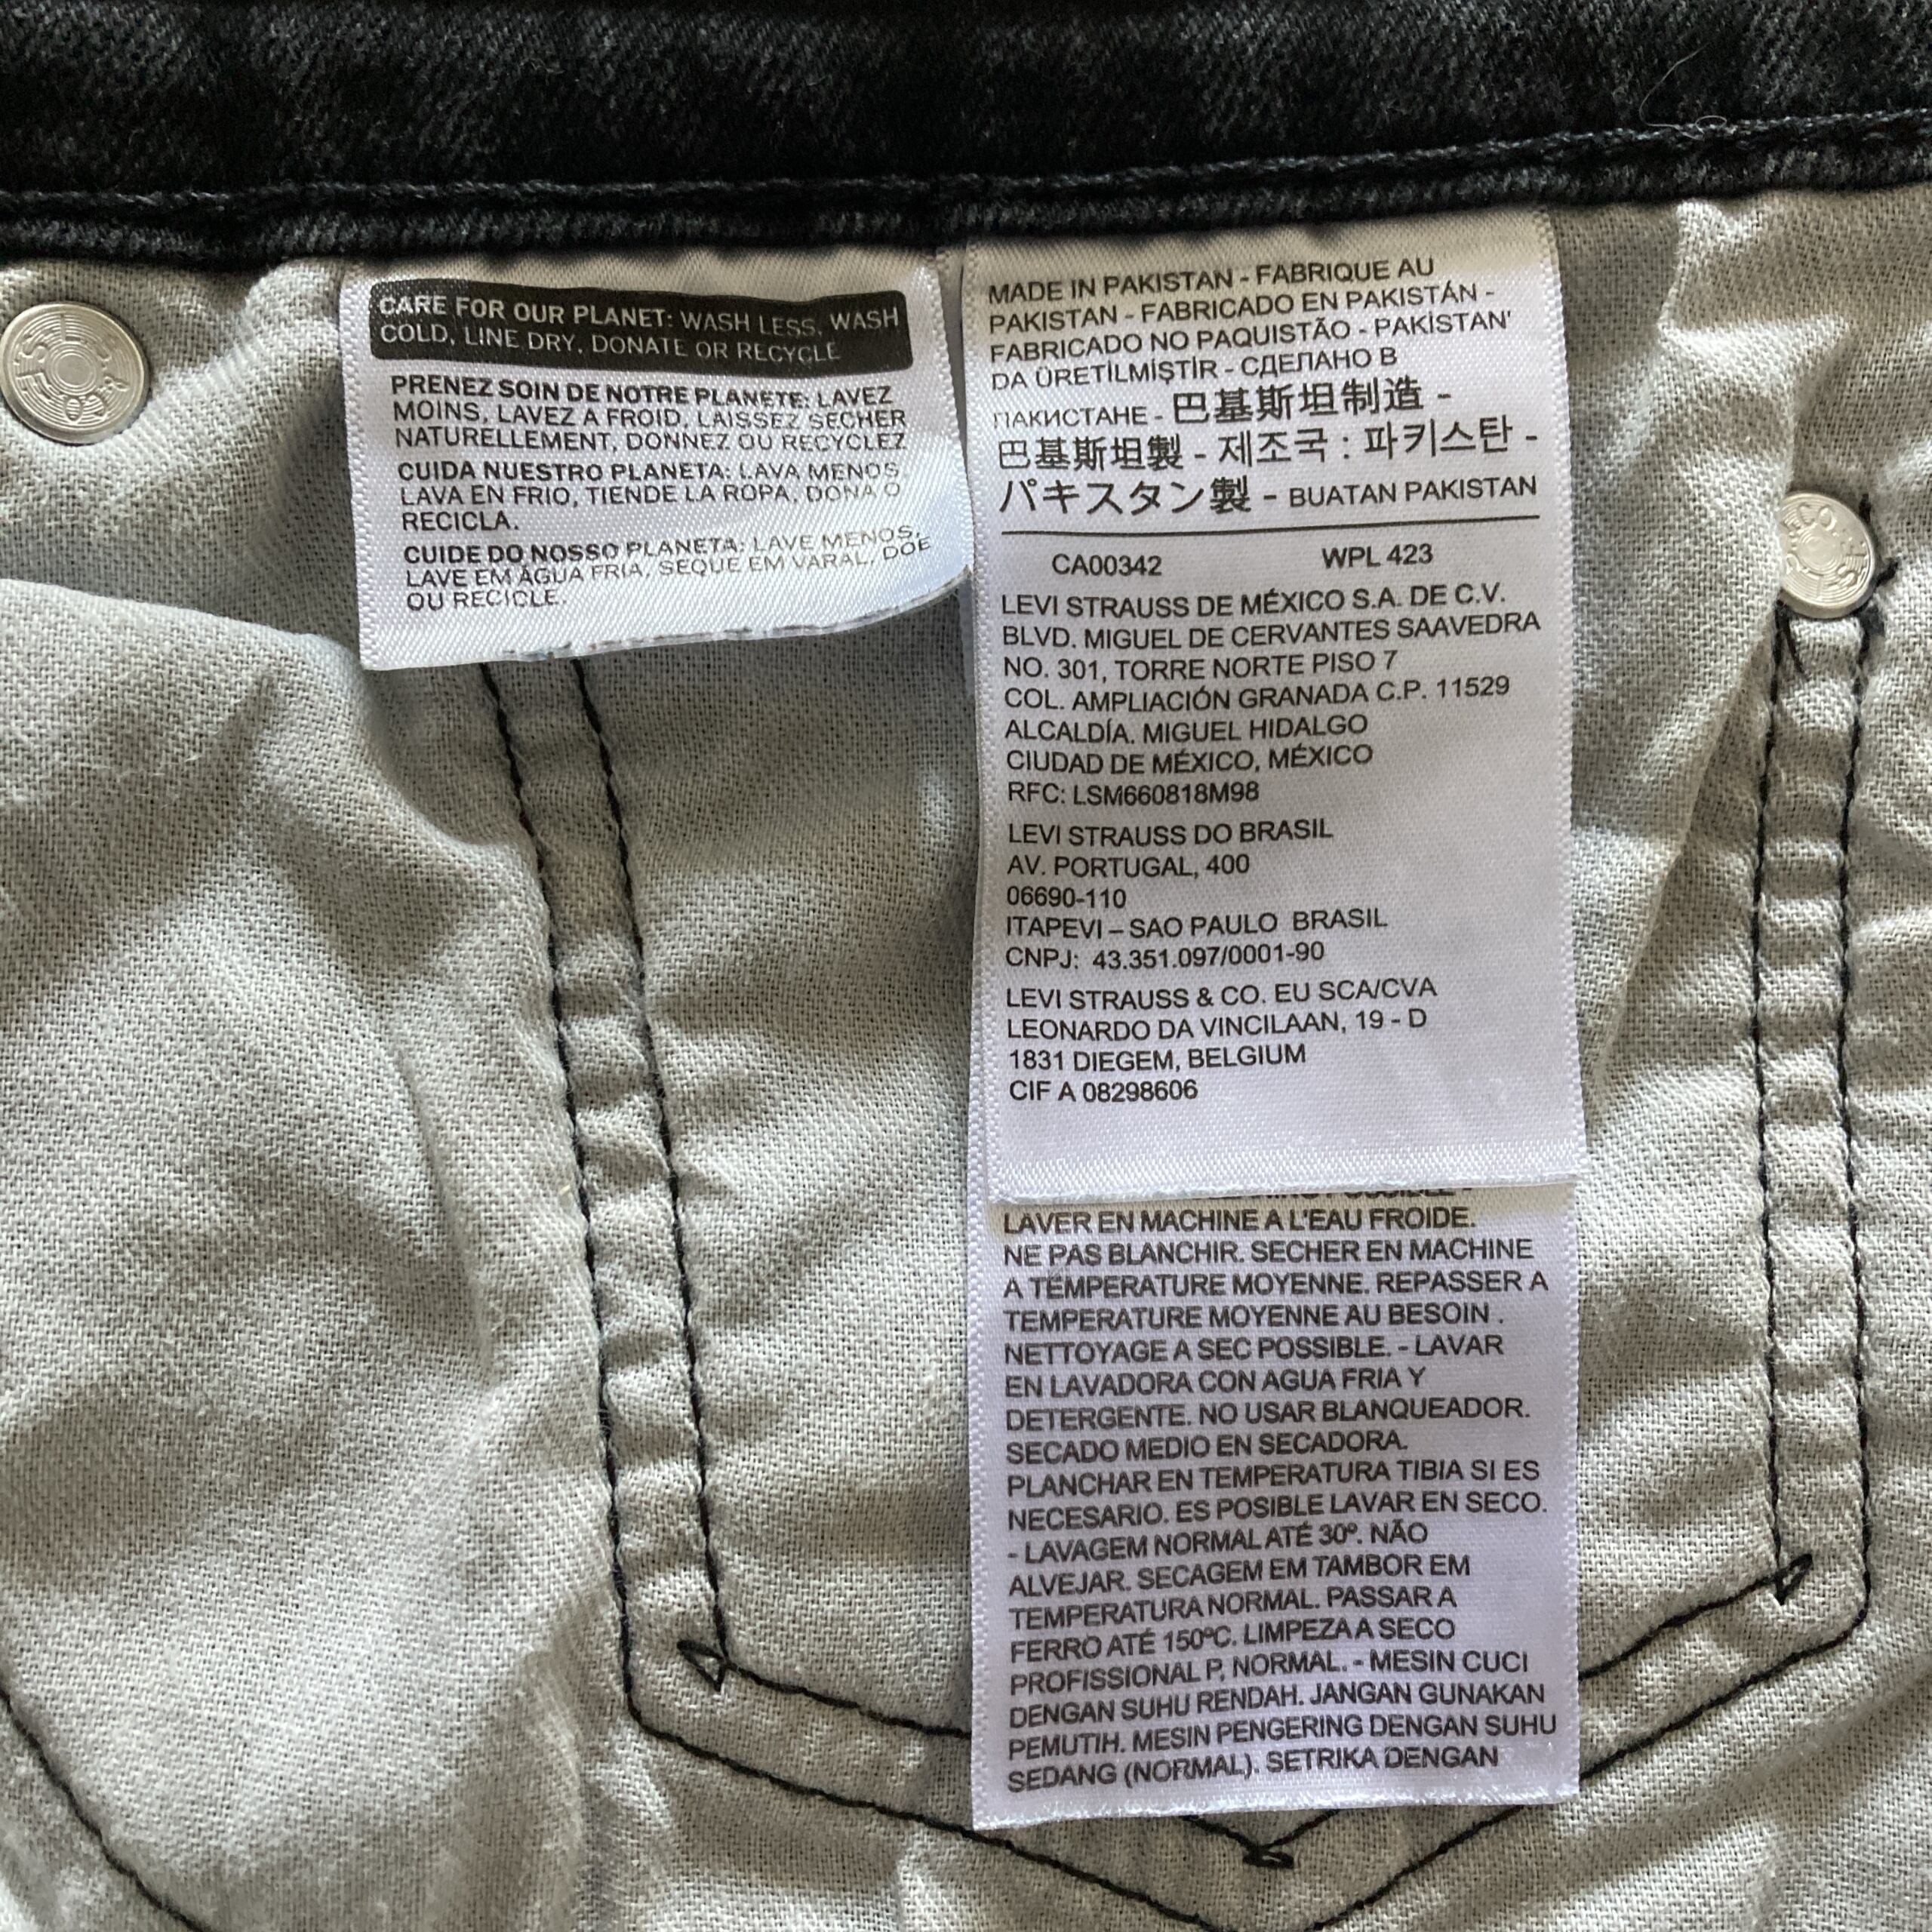 CARE FOR OUR PLANET: WASH LESS, WASH
COLD, LINE DRY, DONATE OR RECYCLE
PRENEZ SOIN DE NOTRE PLANETE: LAVEZ
MOINS, LAVEZ A FROID, LAISSEZ SECHER
NATURELLEMENT, DONNEZ OU RECYCLEZ
CUIDA NUESTRO PLANETA: LAVA MENOS,
LAVA EN FRIO, TIENDE LA ROPA, DONA O
RECICLA.
CUIDE DO NOSSO PLANETA: LAVE MENOS,
LAVE EM ÁGUA FRIA, SEQUE EM VARAL, DOE
OU RECICLE.
MADE IN PAKISTAN - FABRIQUE AU
PAKISTAN - FABRICADO EN PAKISTÁN -
FABRICADO NO PAQUISTÃO - PAKİSTAN'
DA ÜRETİLMİŞTİR - СДЕЛАНО В
ПАКИСТАНЕ - 巴基斯坦制造 -
巴基斯坦製 - 제조국 : 파키스탄 -
パキスタン製 - BUATAN PAKISTAN
CA00342 WPL 423
LEVI STRAUSS DE MÉXICO S.A. DE C.V.
BLVD. MIGUEL DE CERVANTES SAAVEDRA
NO. 301, TORRE NORTE PISO 7
COL. AMPLIACIÓN GRANADA C.P. 11529
ALCALDÍA. MIGUEL HIDALGO
CIUDAD DE MÉXICO, MÉXICO
RFC: LSM660818M98
LEVI STRAUSS DO BRASIL
AV. PORTUGAL, 400
06690-110
ITAPEVI – SAO PAULO BRASIL
CNPJ: 43.351.097/0001-90
LEVI STRAUSS & CO. EU SCA/CVA
LEONARDO DA VINCILAAN, 19 - D
1831 DIEGEM, BELGIUM
CIF A 08298606
LAVER EN MACHINE A L'EAU FROIDE.
NE PAS BLANCHIR. SECHER EN MACHINE
A TEMPERATURE MOYENNE. REPASSER A
TEMPERATURE MOYENNE AU BESOIN .
NETTOYAGE A SEC POSSIBLE. - LAVAR
EN LAVADORA CON AGUA FRIA Y
DETERGENTE. NO USAR BLANQUEADOR.
SECADO MEDIO EN SECADORA.
PLANCHAR EN TEMPERATURA TIBIA SI ES
NECESARIO. ES POSIBLE LAVAR EN SECO.
- LAVAGEM NORMAL ATÉ 30º. NÃO
ALVEJAR. SECAGEM EM TAMBOR EM
TEMPERATURA NORMAL. PASSAR A
FERRO ATÉ 150ºC. LIMPEZA A SECO
PROFISSIONAL P, NORMAL. - MESIN CUCI
DENGAN SUHU RENDAH. JANGAN GUNAKAN
PEMUTIH. MESIN PENGERING DENGAN SUHU
SEDANG (NORMAL). SETRIKA DENGAN